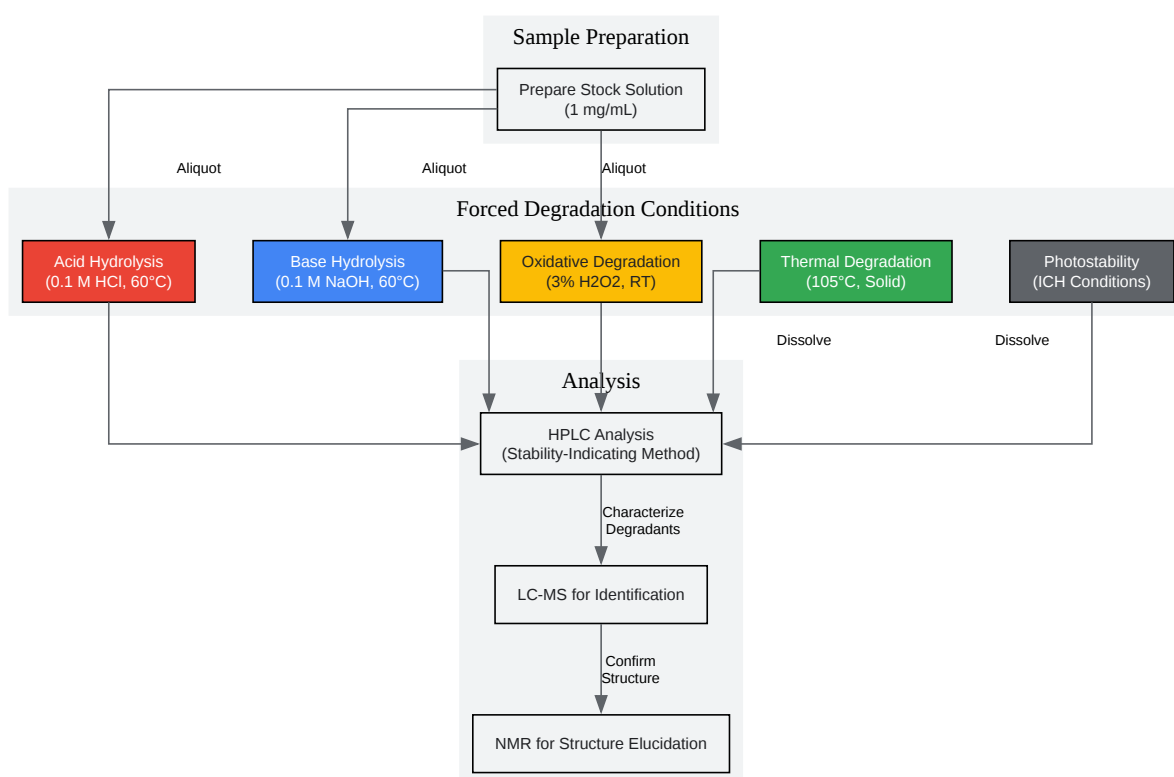 Sample Preparation
Prepare Stock Solution
(1 mg/mL)
Aliquot
Aliquot
Aliquot
Forced Degradation Conditions
Acid Hydrolysis
(0.1 M HCl, 60°C)
Base Hydrolysis
(0.1 M NaOH, 60°C)
Oxidative Degradation
(3% H2O2, RT)
Thermal Degradation
(105°C, Solid)
Photostability
(ICH Conditions)
Dissolve
Dissolve
Analysis
HPLC Analysis
(Stability-Indicating Method)
Characterize
Degradants
LC-MS for Identification
Confirm
Structure
NMR for Structure Elucidation